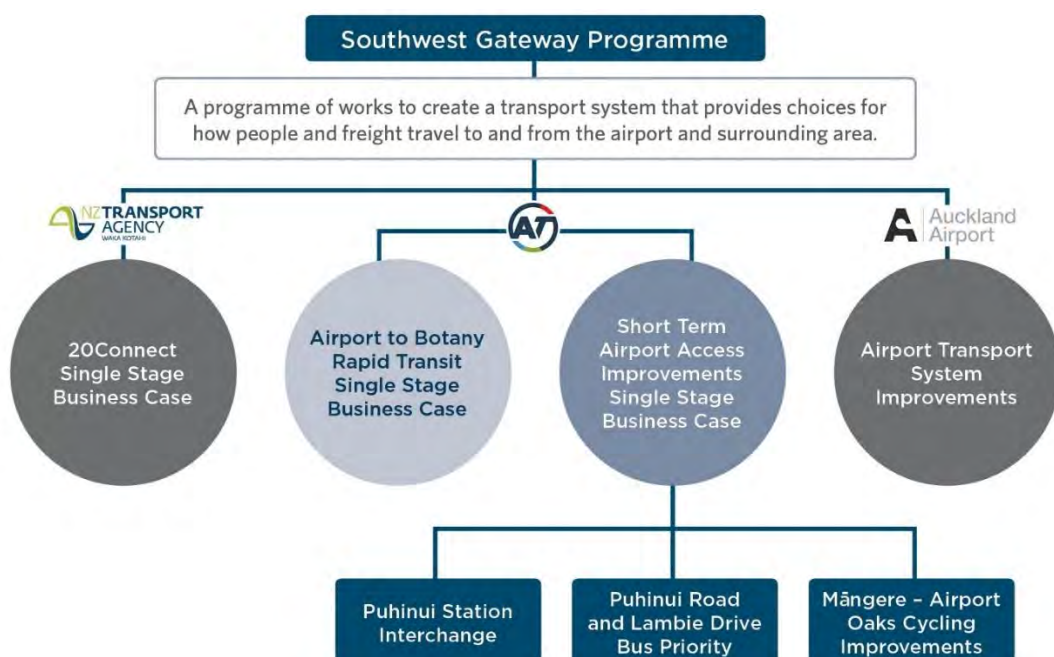 Southwest Gateway Programme
A programme of works to create a transport system that provides choices for
how people and freight travel to and from the airport and surrounding area.
NZTRANSPORT
AGENCY
WAKA KOTAHI
AT
Auckland
Airport
20Connect
Single Stage
Business Case
Airport to Botany
Rapid Transit
Single Stage
Business Case
Short Term
Airport Access
Improvements
Single Stage
Business Case
Airport Transport
System
Improvements
Puhinui Station
Interchange
Puhinui Road
and Lambie Drive
Bus Priority
Māngere – Airport
Oaks Cycling
Improvements